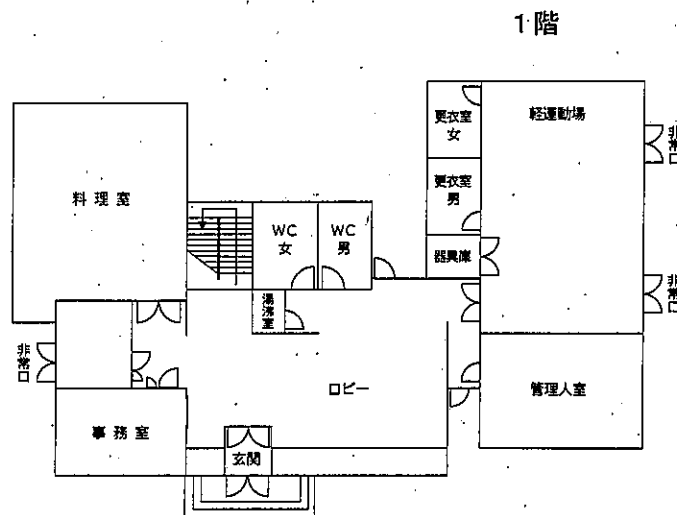 1階
更衣室
女
軽運動場
非常口
料理室
更衣室
男
WC
女
WC
男
器具庫
湯沸室
非常口
非常口
ロビー
管理人室
事務室
玄関